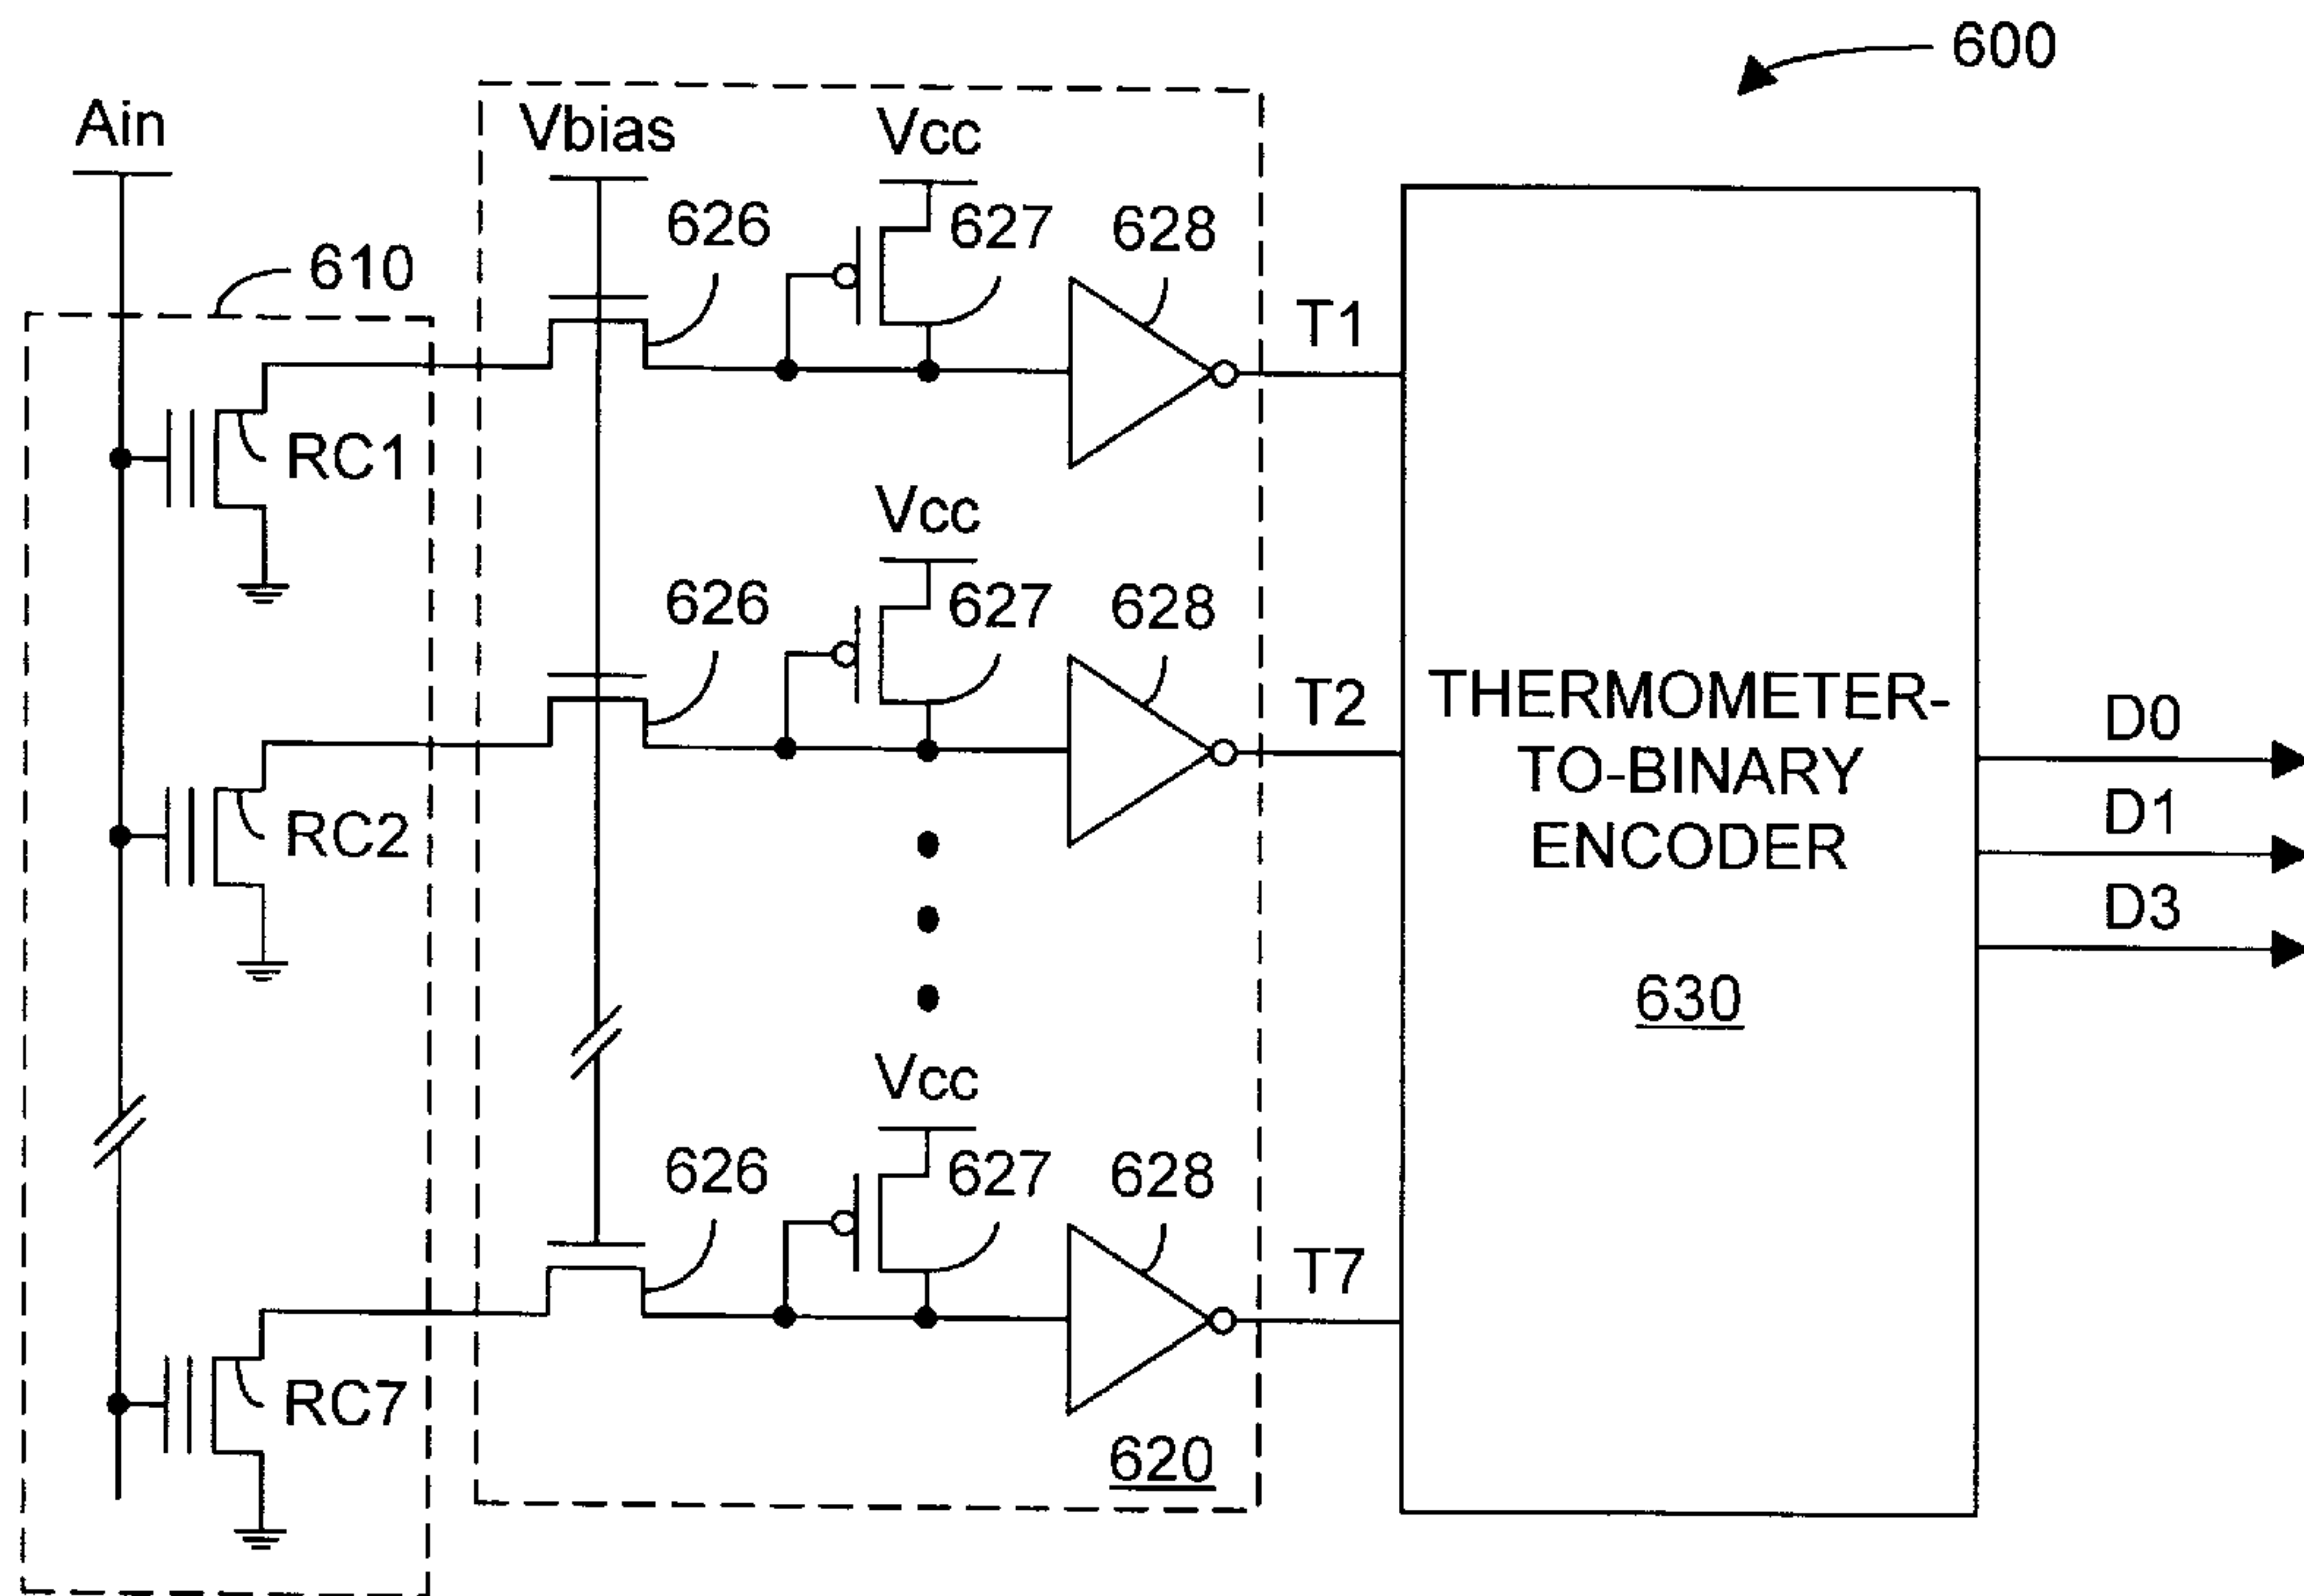 600
Ain
Vbias
Vcc
626
627
628
610
T1
RC1
Vcc
626
627
628
T2
THERMOMETER-
TO-BINARY
ENCODER
630
D0
D1
D3
RC2
Vcc
626
627
628
T7
RC7
620